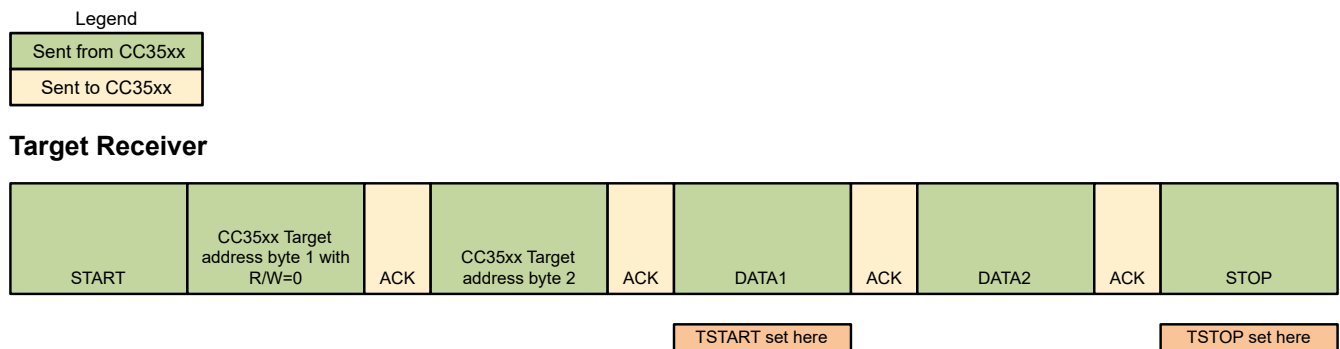 Legend
Sent from CC35xx
Sent to CC35xx
Target Receiver
START
CC35xx Target
address byte 1 with
R/W=0
ACK
CC35xx Target
address byte 2
ACK
DATA1
ACK
DATA2
ACK
STOP
TSTART set here
TSTOP set here